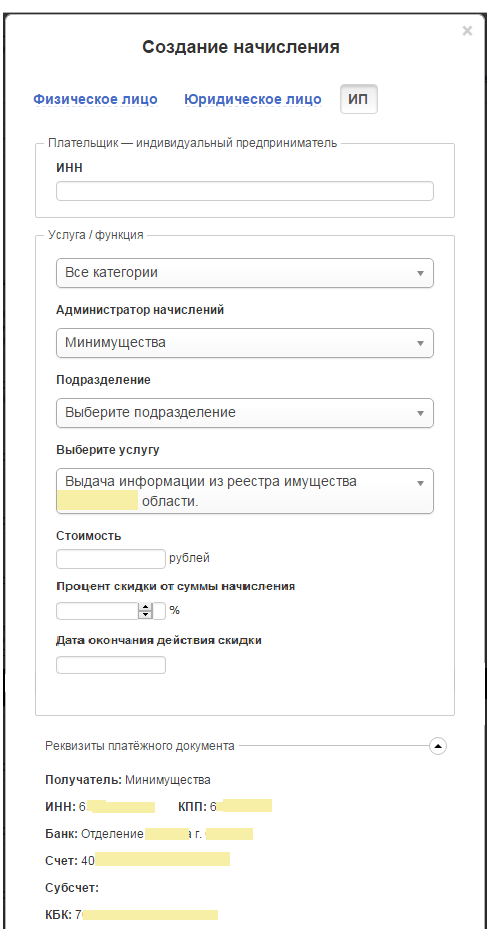 Создание начисления
×
Физическое лицо Юридическое лицо ИП
Плательщик — индивидуальный предприниматель
ИНН
Услуга / функция
Все категории
Администратор начислений
Минимущества
Подразделение
Выберите подразделение
Выберите услугу
Выдача информации из реестра имущества
области.
Стоимость
рублей
Процент скидки от суммы начисления
%
Дата окончания действия скидки
Реквизиты платёжного документа
Получатель: Минимущества
ИНН: 6 КПП: 6
Банк: Отделение а г.
Счет: 40
Субсчет:
КБК: 7